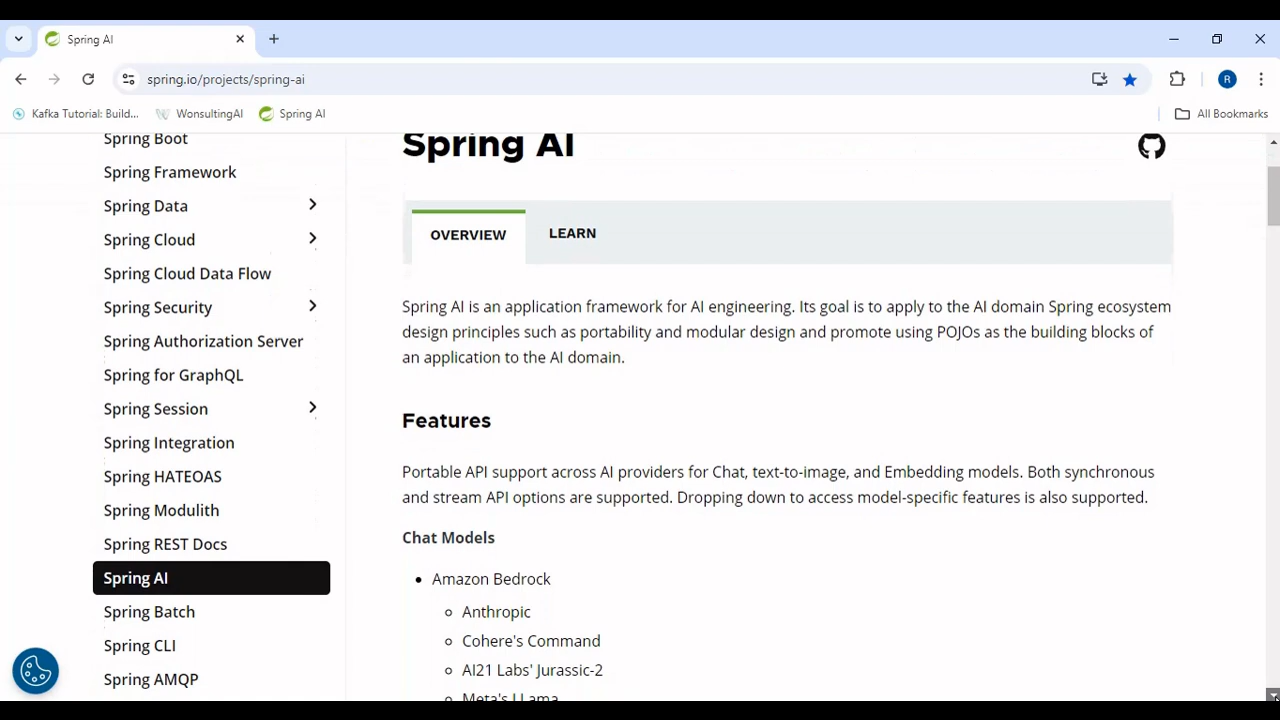 Spring AI
spring.io/projects/spring-ai
R
Kafka Tutorial: Build...
WonsultingAI
Spring AI
All Bookmarks
Spring Boot
Spring Framework
Spring Data
Spring Cloud
Spring Cloud Data Flow
Spring Security
Spring Authorization Server
Spring for GraphQL
Spring Session
Spring Integration
Spring HATEOAS
Spring Modulith
Spring REST Docs
Spring AI
Spring Batch
Spring CLI
Spring AMQP
Spring AI
OVERVIEW
LEARN
Spring AI is an application framework for AI engineering. Its goal is to apply to the AI domain Spring ecosystem
design principles such as portability and modular design and promote using POJOs as the building blocks of
an application to the AI domain.
Features
Portable API support across AI providers for Chat, text-to-image, and Embedding models. Both synchronous
and stream API options are supported. Dropping down to access model-specific features is also supported.
Chat Models
Amazon Bedrock
Anthropic
Cohere's Command
AI21 Labs' Jurassic-2
Meta's LLama